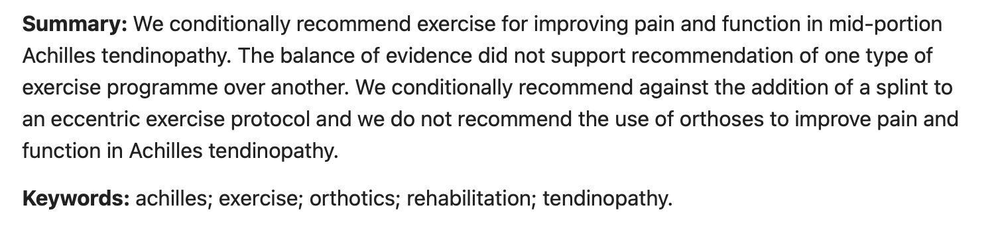 Summary: We conditionally recommend exercise for improving pain and function in mid-portion
Achilles tendinopathy. The balance of evidence did not support recommendation of one type of
exercise programme over another. We conditionally recommend against the addition of a splint to
an eccentric exercise protocol and we do not recommend the use of orthoses to improve pain and
function in Achilles tendinopathy.
Keywords: achilles; exercise; orthotics; rehabilitation; tendinopathy.